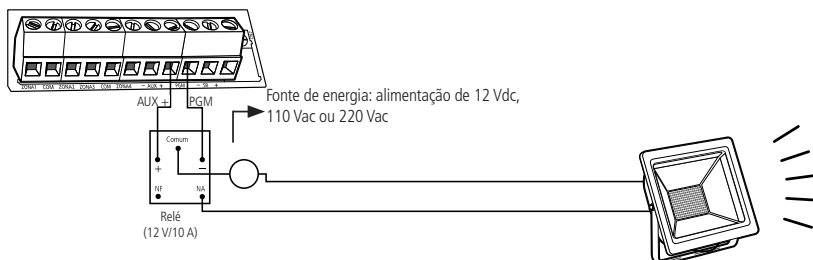 ZONA1 COM ZONA2 ZONA3 COM ZONA4 - AUX + PGM - SR +
AUX + PGM
Fonte de energia: alimentação de 12 Vdc,
110 Vac ou 220 Vac
Comum
+ −
NF NA
Relé
(12 V/10 A)